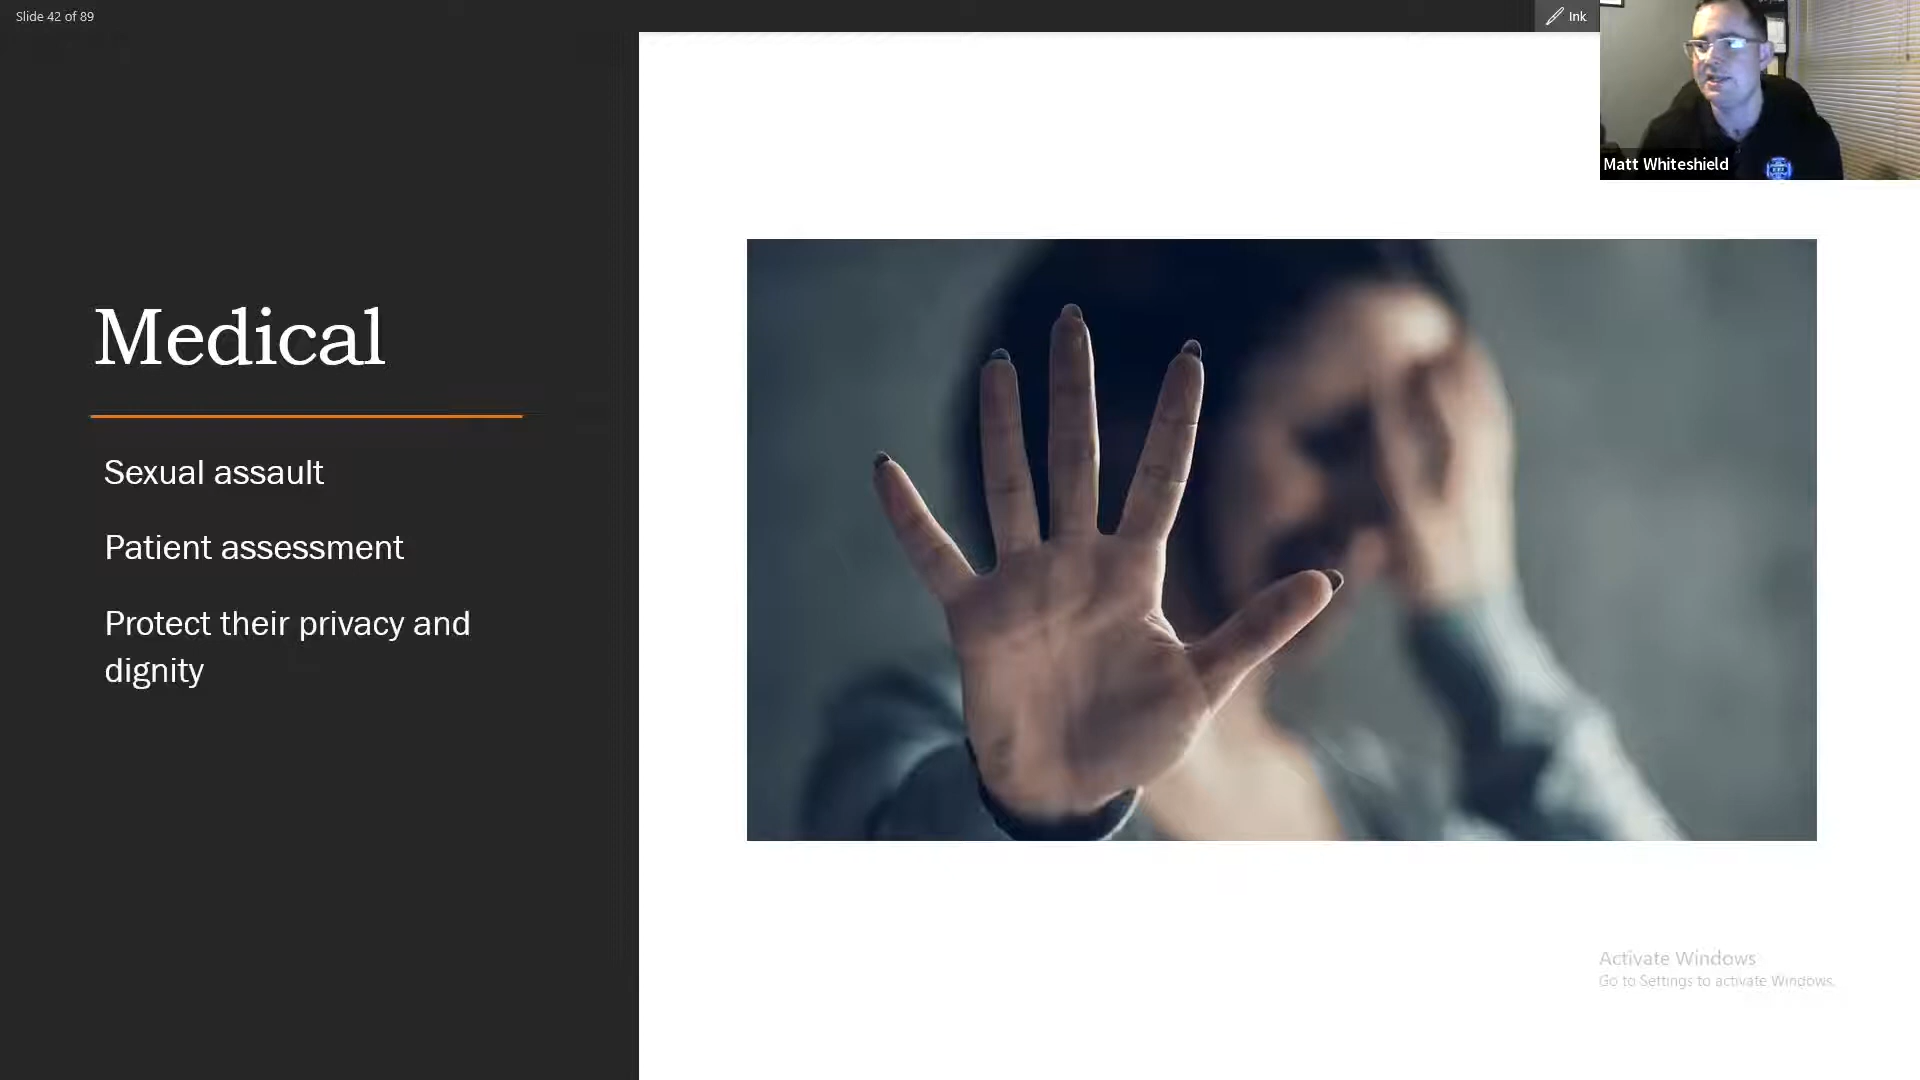 Slide 42 of 89
Ink
Matt Whiteshield
Medical
Sexual assault
Patient assessment
Protect their privacy and
dignity
Activate Windows
Go to Settings to activate Windows.